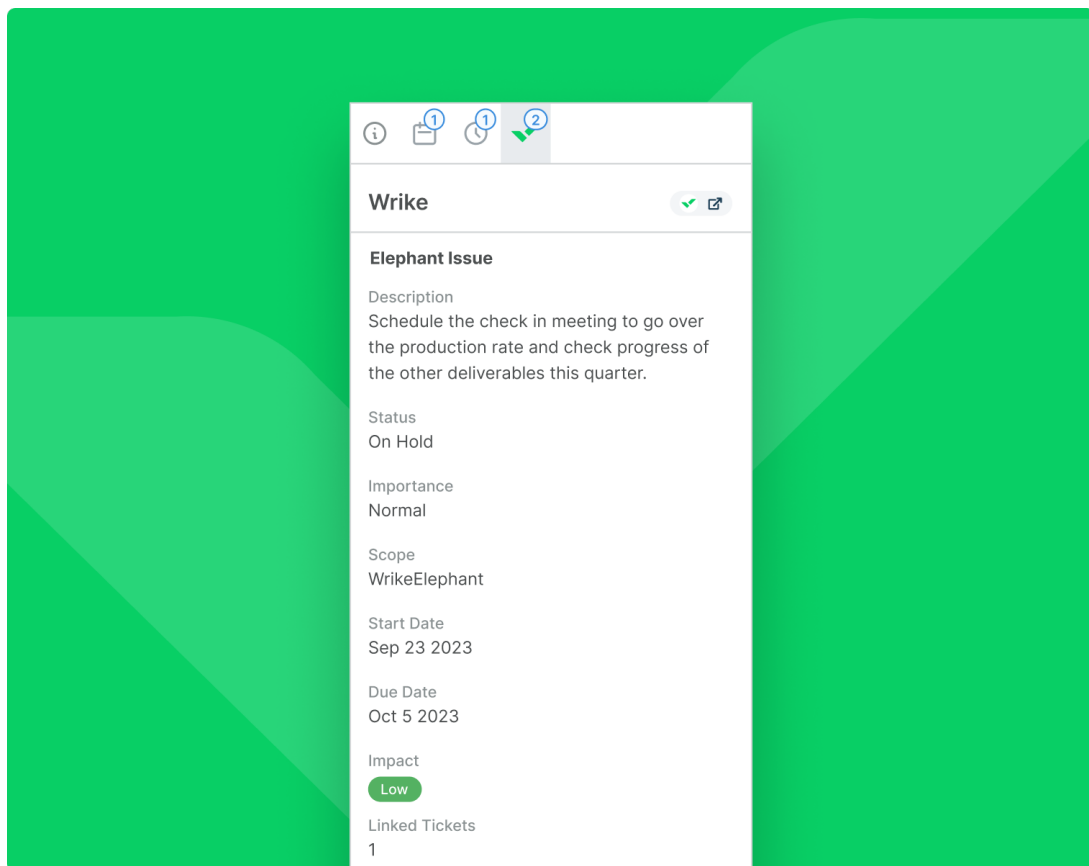 1
1
2
Wrike
Elephant Issue
Description
Schedule the check in meeting to go over
the production rate and check progress of
the other deliverables this quarter.
Status
On Hold
Importance
Normal
Scope
WrikeElephant
Start Date
Sep 23 2023
Due Date
Oct 5 2023
Impact
Low
Linked Tickets
1